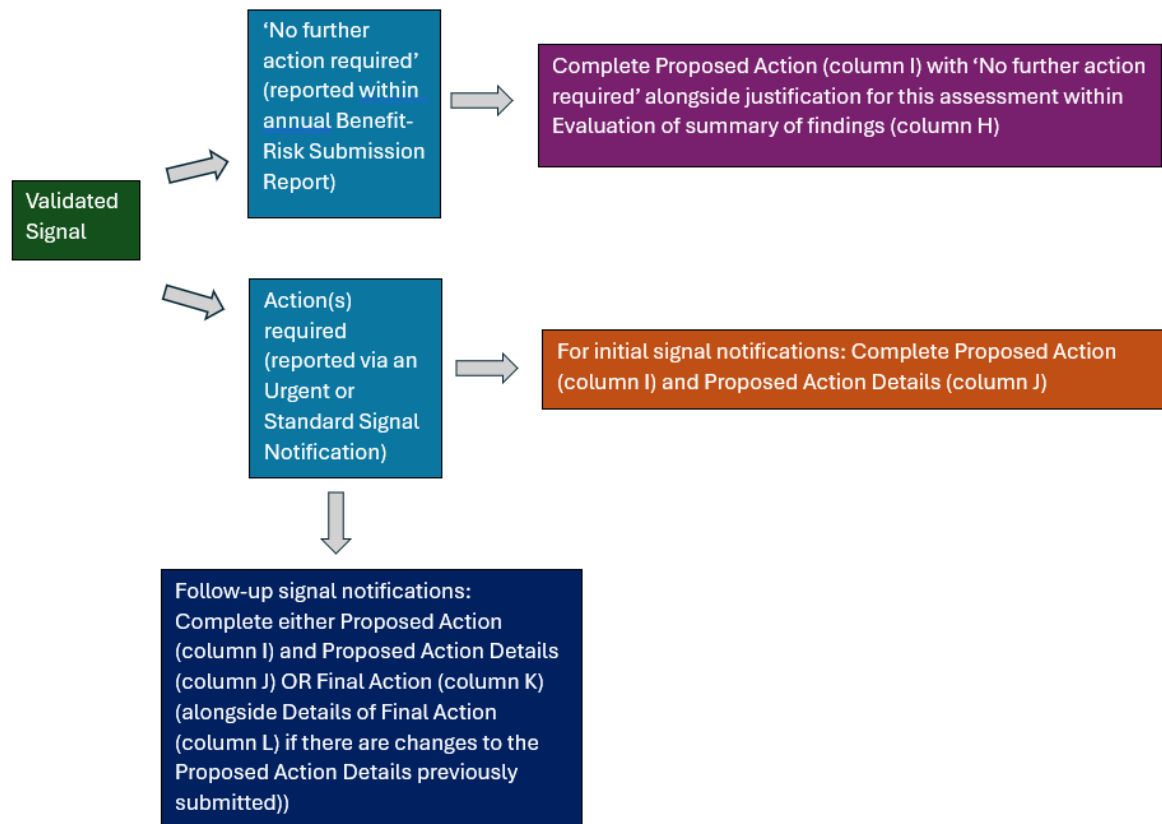 ‘No further
action required’
(reported within
annual Benefit-
Risk Submission
Report)
Complete Proposed Action (column I) with ‘No further action
required’ alongside justification for this assessment within
Evaluation of summary of findings (column H)
Validated
Signal
Action(s)
required
(reported via an
Urgent or
Standard Signal
Notification)
For initial signal notifications: Complete Proposed Action
(column I) and Proposed Action Details (column J)
Follow-up signal notifications:
Complete either Proposed Action
(column I) and Proposed Action Details
(column J) OR Final Action (column K)
(alongside Details of Final Action
(column L) if there are changes to the
Proposed Action Details previously
submitted))